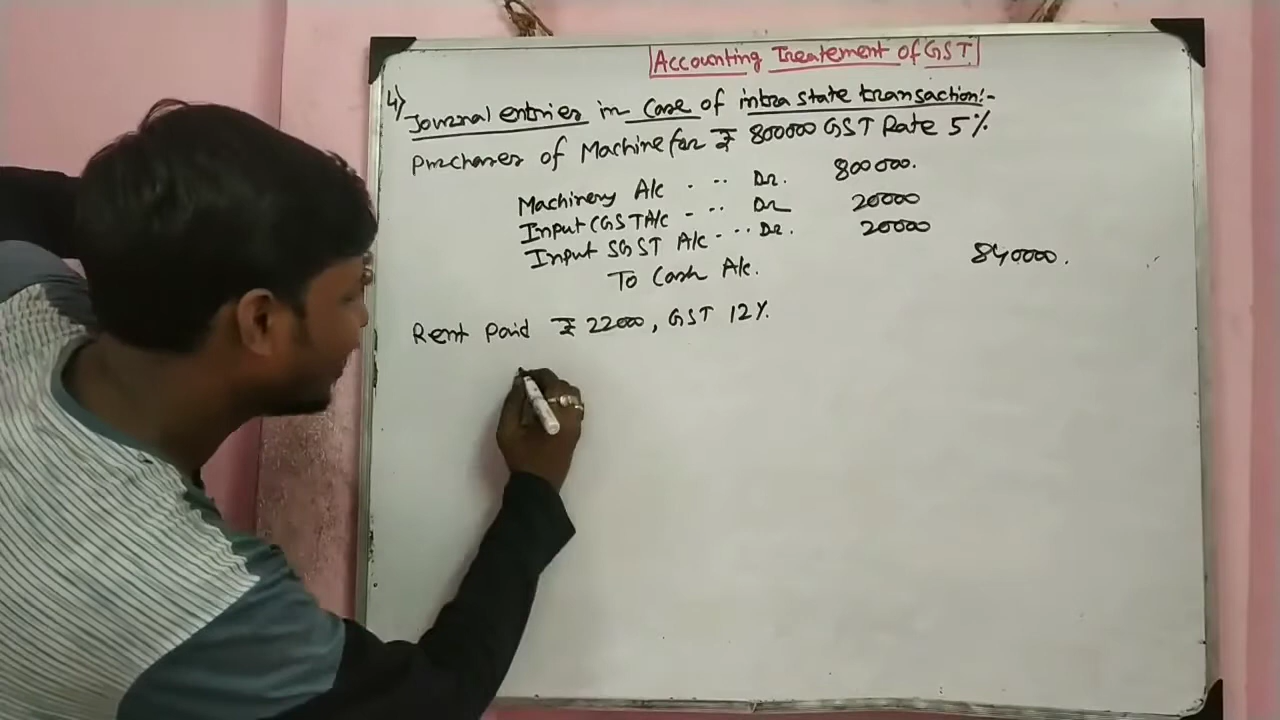 Accounting Treatement of GST
4) Journal entries in Case of intra state transaction:-
Purchases of Machine for ₹ 800000 GST Rate 5%
Machinery A/c - .. Dr. 800000.
Input CGST A/c - .. Dr 20000
Input SGST A/c - .. Dr. 20000
To Cash A/c. 840000.
Rent Paid ₹ 22000, GST 12%.